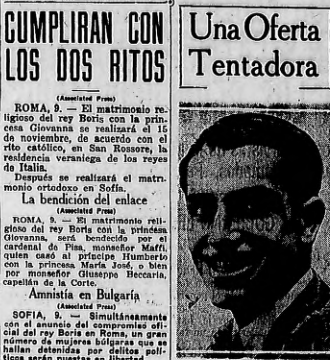 CUMPLIRAN CON
LOS DOS RITOS
(Associated Press)
ROMA, 9. — El matrimonio re-
ligioso del rey Boris con la prin-
cesa Giovanna se realizará el 15
de noviembre, de acuerdo con el
rito católico, en San Rossore, la
residencia veraniega de los reyes
de Italia.
Después se realizará el matri-
monio ortodoxo en Sofía.
La bendición del enlace
(Associated Press)
ROMA, 9. — El matrimonio reli-
gioso del rey Boris con la princesa
Giovanna, será bendecido por el
cardenal de Pisa, monseñor Maffi,
quien casó al príncipe Humberto
con la princesa María José, o bien
por monseñor Giuseppe Beccaria,
capellán de la Corte.
Amnistía en Bulgaria
(Associated Press)
SOFIA, 9. — Simultáneamente
con el anuncio del compromiso ofi-
cial del rey Boris en Roma, un gran
número de mujeres búlgaras que se
hallan detenidas por delitos polí-
ticos serán puestas en libertad
Una Oferta
Tentadora